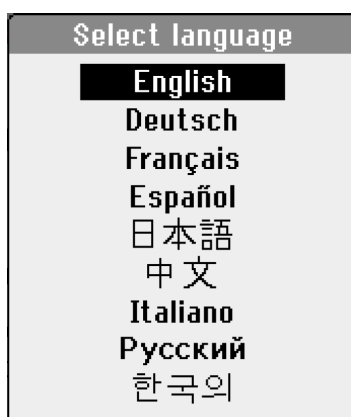 Select language
English
Deutsch
Français
Español
日本語
中文
Italiano
Русский
한국의